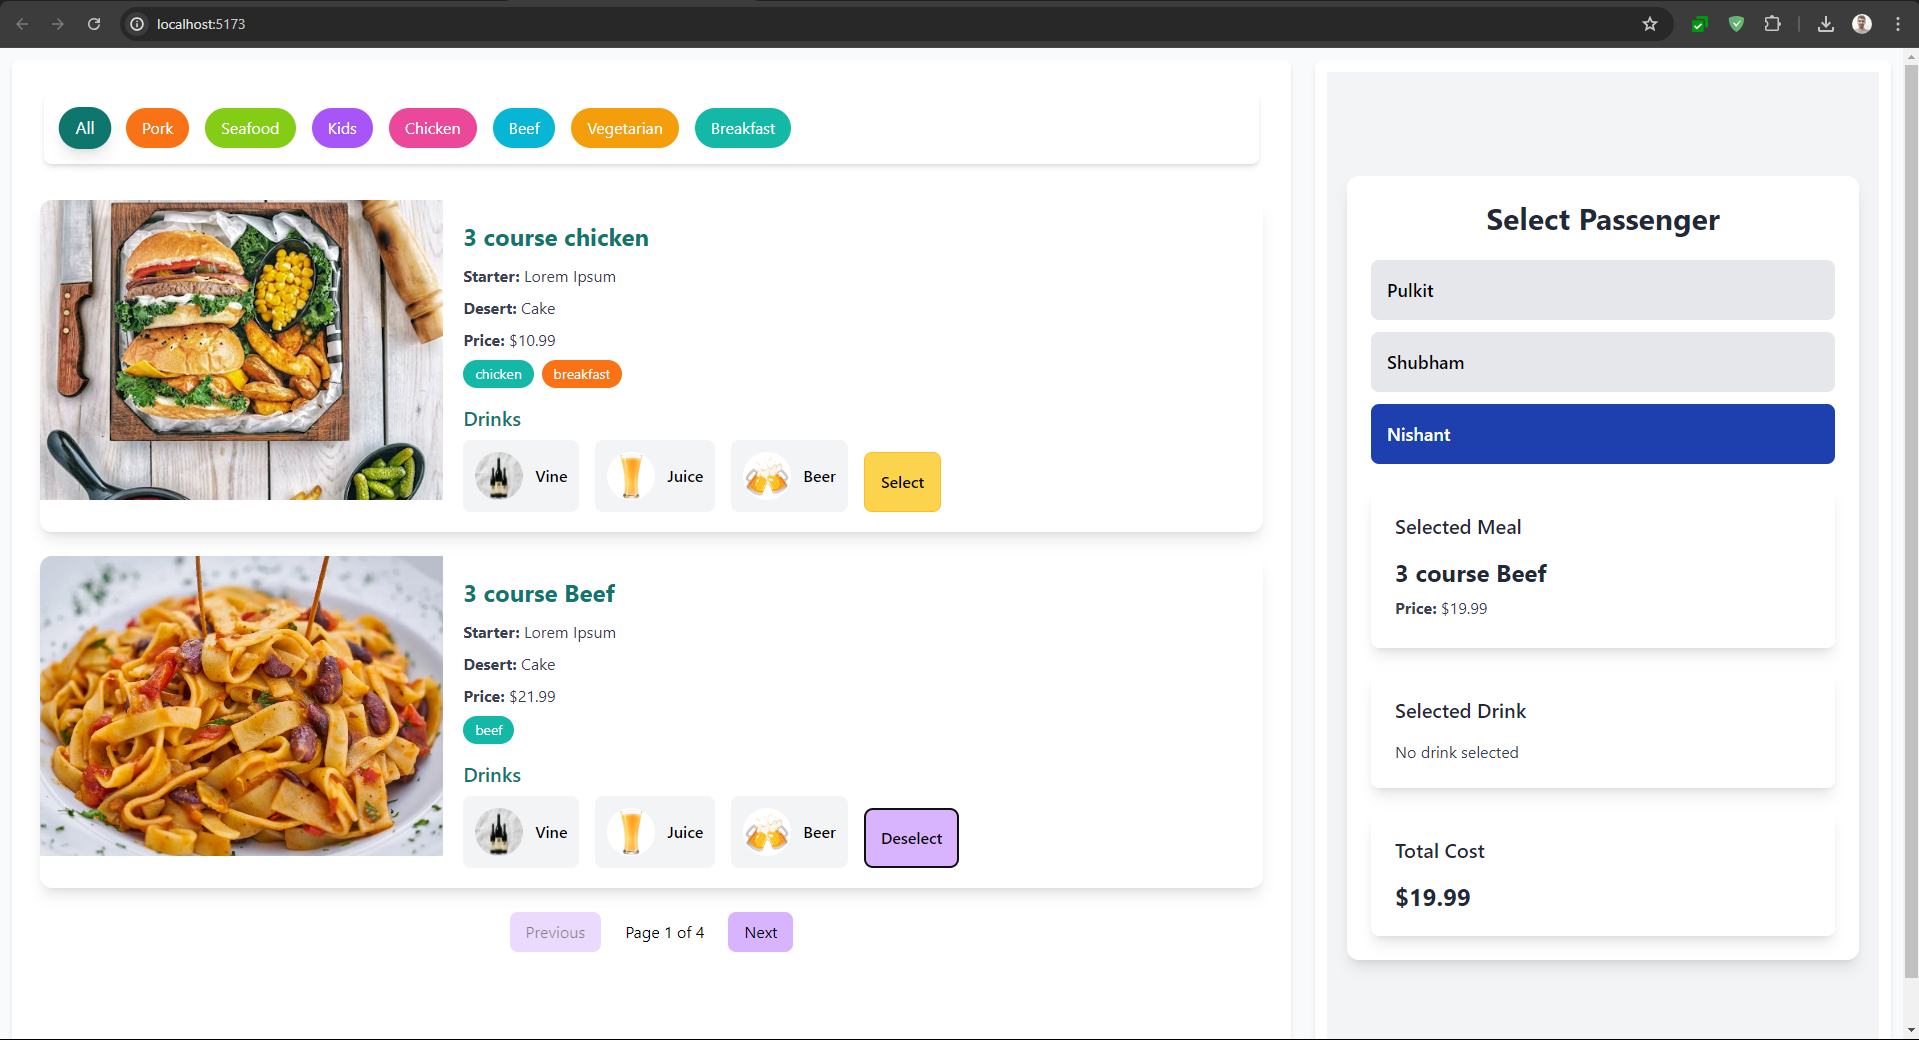 localhost:5173
All
Pork
Seafood
Kids
Chicken
Beef
Vegetarian
Breakfast
3 course chicken
Starter: Lorem Ipsum
Desert: Cake
Price: $10.99
chicken
breakfast
Drinks
Vine
Juice
Beer
Select
3 course Beef
Starter: Lorem Ipsum
Desert: Cake
Price: $21.99
beef
Drinks
Vine
Juice
Beer
Deselect
Previous
Page 1 of 4
Next
Select Passenger
Pulkit
Shubham
Nishant
Selected Meal
3 course Beef
Price: $19.99
Selected Drink
No drink selected
Total Cost
$19.99